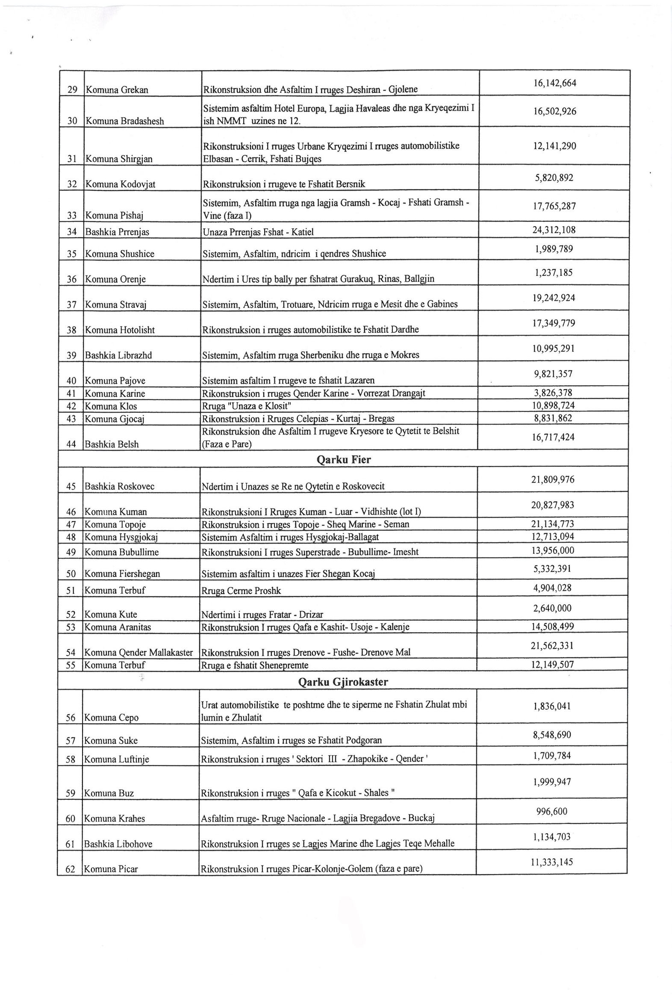 29 Komuna Grekan Rikonstruksion dhe Asfaltim I rruges Deshiran - Gjolene 16,142,664
Sistemim asfaltim Hotel Europa, Lagjia Havaleas dhe nga Kryeqezimi I
30 Komuna Bradashesh ish NMMT uzines ne 12. 16,502,926
Rikonstruksioni I rruges Urbane Kryqezimi I rruges automobilistike
31 Komuna Shirgjan Elbasan - Cerrik, Fshati Bujqes 12,141,290
32 Komuna Kodovjat Rikonstruksion i rrugeve te Fshatit Bersnik 5,820,892
Sistemim, Asfaltim rruga nga lagjia Gramsh - Kocaj - Fshati Gramsh -
33 Komuna Pishaj Vine (faza I) 17,765,287
34 Bashkia Prrenjas Unaza Prrenjas Fshat - Katiel 24,312,108
35 Komuna Shushice Sistemim, Asfaltim, ndricim i qendres Shushice 1,989,789
36 Komuna Orenje Ndertim i Ures tip bally per fshatrat Gurakuq, Rinas, Ballgjin 1,237,185
37 Komuna Stravaj Sistemim, Asfaltim, Trotuare, Ndricim rruga e Mesit dhe e Gabines 19,242,924
38 Komuna Hotolisht Rikonstruksion i rruges automobilistike te Fshatit Dardhe 17,349,779
39 Bashkia Librazhd Sistemim, Asfaltim rruga Sherbeniku dhe rruga e Mokres 10,995,291
40 Komuna Pajove Sistemim asfaltim I rrugeve te fshatit Lazaren 9,821,357
41 Komuna Karine Rikonstruksion i rruges Qender Karine - Vorrezat Drangajt 3,826,378
42 Komuna Klos Rruga "Unaza e Klosit" 10,898,724
43 Komuna Gjocaj Rikonstruksion i Rruges Celepias - Kurtaj - Bregas 8,831,862
Rikonstruksion dhe Asfaltim I rrugeve Kryesore te Qytetit te Belshit
44 Bashkia Belsh (Faza e Pare) 16,717,424
Qarku Fier
45 Bashkia Roskovec Ndertim i Unazes se Re ne Qytetin e Roskovecit 21,809,976
46 Komuna Kuman Rikonstruksioni I Rruges Kuman - Luar - Vidhishte (lot I) 20,827,983
47 Komuna Topoje Rikonstruksion i rruges Topoje - Sheq Marine - Seman 21,134,773
48 Komuna Hysgjokaj Sistemim Asfaltim i rruges Hysgjokaj-Ballagat 12,713,094
49 Komuna Bubullime Rikonstruksioni I rruges Superstrade - Bubullime- Imesht 13,956,000
50 Komuna Fiershegan Sistemim asfaltim i unazes Fier Shegan Kocaj 5,332,391
51 Komuna Terbuf Rruga Cerme Proshk 4,904,028
52 Komuna Kute Ndertimi i rruges Fratar - Drizar 2,640,000
53 Komuna Aranitas Rikonstruksion I rruges Qafa e Kashit- Usoje - Kalenje 14,508,499
54 Komuna Qender Mallakaster Rikonstruksion I rruges Drenove - Fushe- Drenove Mal 21,562,331
55 Komuna Terbuf Rruga e fshatit Shenepremte 12,149,507
Qarku Gjirokaster
Urat automobilistike te poshtme dhe te siperme ne Fshatin Zhulat mbi
56 Komuna Cepo lumin e Zhulatit 1,836,041
57 Komuna Suke Sistemim, Asfaltim i rruges se Fshatit Podgoran 8,548,690
58 Komuna Luftinje Rikonstruksion i rruges ' Sektori III - Zhapokike - Qender ' 1,709,784
59 Komuna Buz Rikonstruksion i rruges " Qafa e Kicokut - Shales " 1,999,947
60 Komuna Krahes Asfaltim rruge- Rruge Nacionale - Lagjia Bregadove - Buckaj 996,600
61 Bashkia Libohove Rikonstruksion I rruges se Lagjes Marine dhe Lagjes Teqe Mehalle 1,134,703
62 Komuna Picar Rikonstruksion I rruges Picar-Kolonje-Golem (faza e pare) 11,333,145